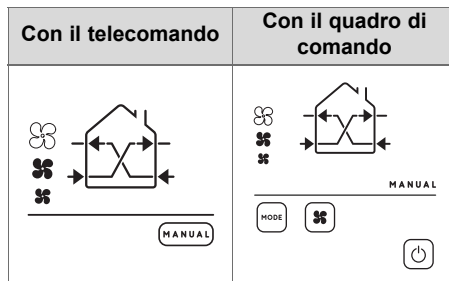 Con il telecomando
Con il quadro di
comando
MANUAL
MANUAL
MODE